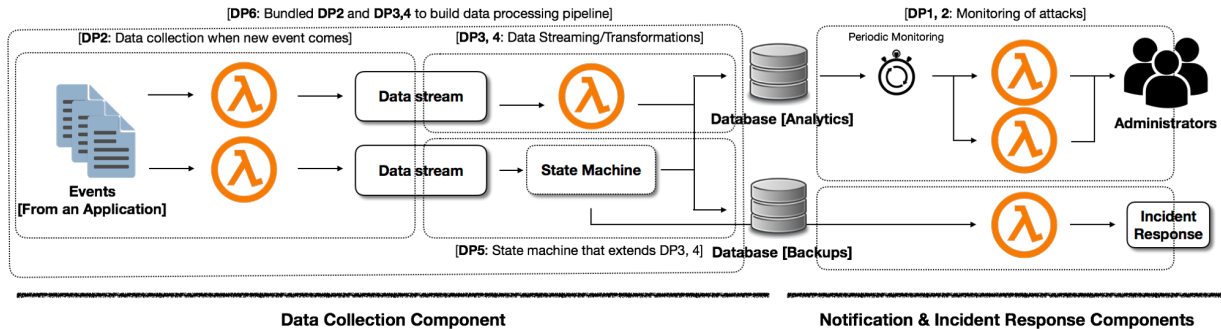 [DP6: Bundled DP2 and DP3,4 to build data processing pipeline]
[DP1, 2: Monitoring of attacks]
[DP2: Data collection when new event comes]
[DP3, 4: Data Streaming/Transformations]
Periodic Monitoring
λ
Data stream
λ
λ
Database [Analytics]
Administrators
λ
λ
Data stream
State Machine
λ
Events
[From an Application]
λ
Incident
Response
[DP5: State machine that extends DP3, 4]
Database [Backups]
Data Collection Component
Notification & Incident Response Components